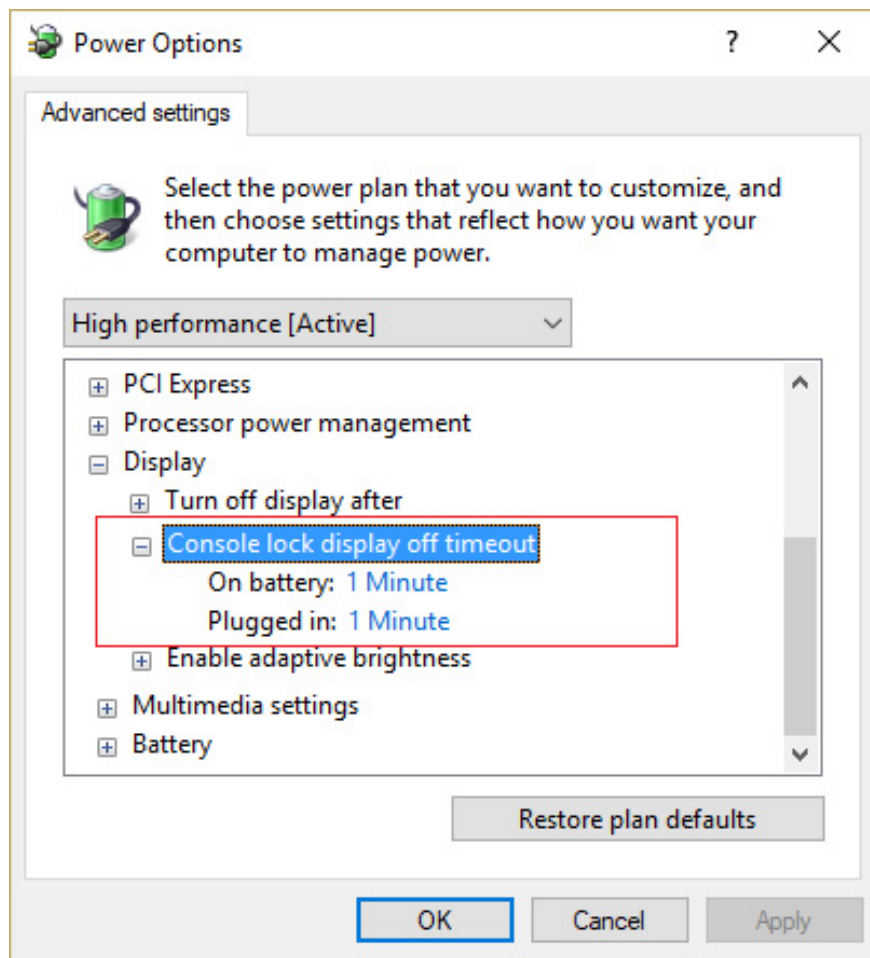 Power Options
Advanced settings
Select the power plan that you want to customize, and
then choose settings that reflect how you want your
computer to manage power.
High performance [Active]
PCI Express
Processor power management
Display
Turn off display after
Console lock display off timeout
On battery: 1 Minute
Plugged in: 1 Minute
Enable adaptive brightness
Multimedia settings
Battery
Restore plan defaults
OK Cancel Apply